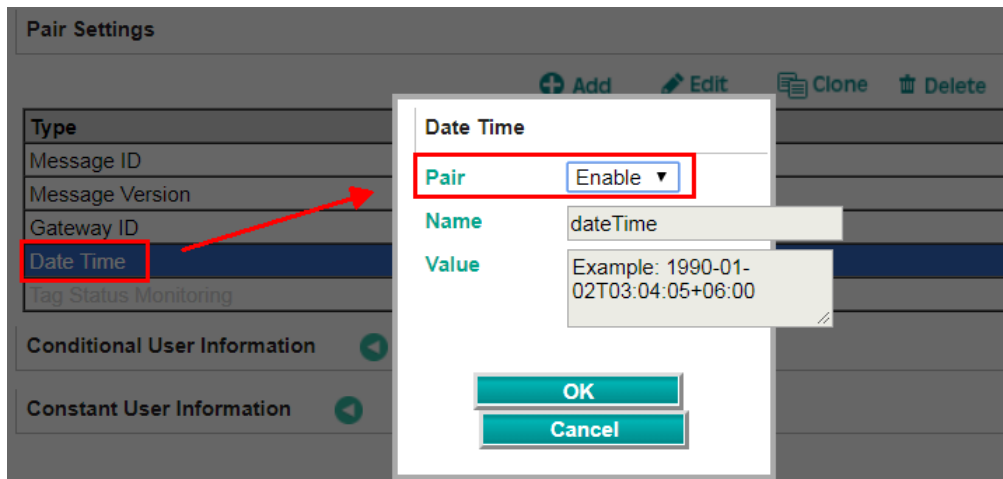 Pair Settings
Add Edit Clone Delete
Type
Message ID
Message Version
Gateway ID
Date Time
Tag Status Monitoring
Conditional User Information
Constant User Information
Date Time
Pair Enable
Name dateTime
Value Example: 1990-01-
02T03:04:05+06:00
OK
Cancel